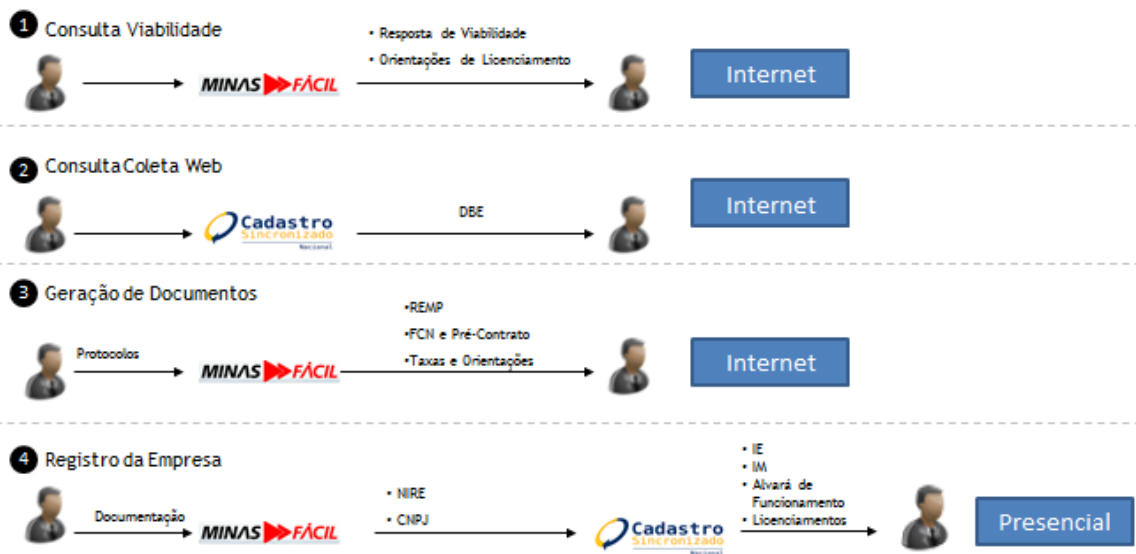 1 Consulta Viabilidade
• Resposta de Viabilidade
• Orientações de Licenciamento
MINAS FÁCIL
Internet
2 Consulta Coleta Web
Cadastro
Sincronizado
Nacional
DBE
Internet
3 Geração de Documentos
Protocolos
MINAS FÁCIL
•REMP
•FCN e Pré-Contrato
•Taxas e Orientações
Internet
4 Registro da Empresa
Documentação
MINAS FÁCIL
• NIRE
• CNPJ
Cadastro
Sincronizado
Nacional
• IE
• IM
• Alvará de
Funcionamento
• Licenciamentos
Presencial